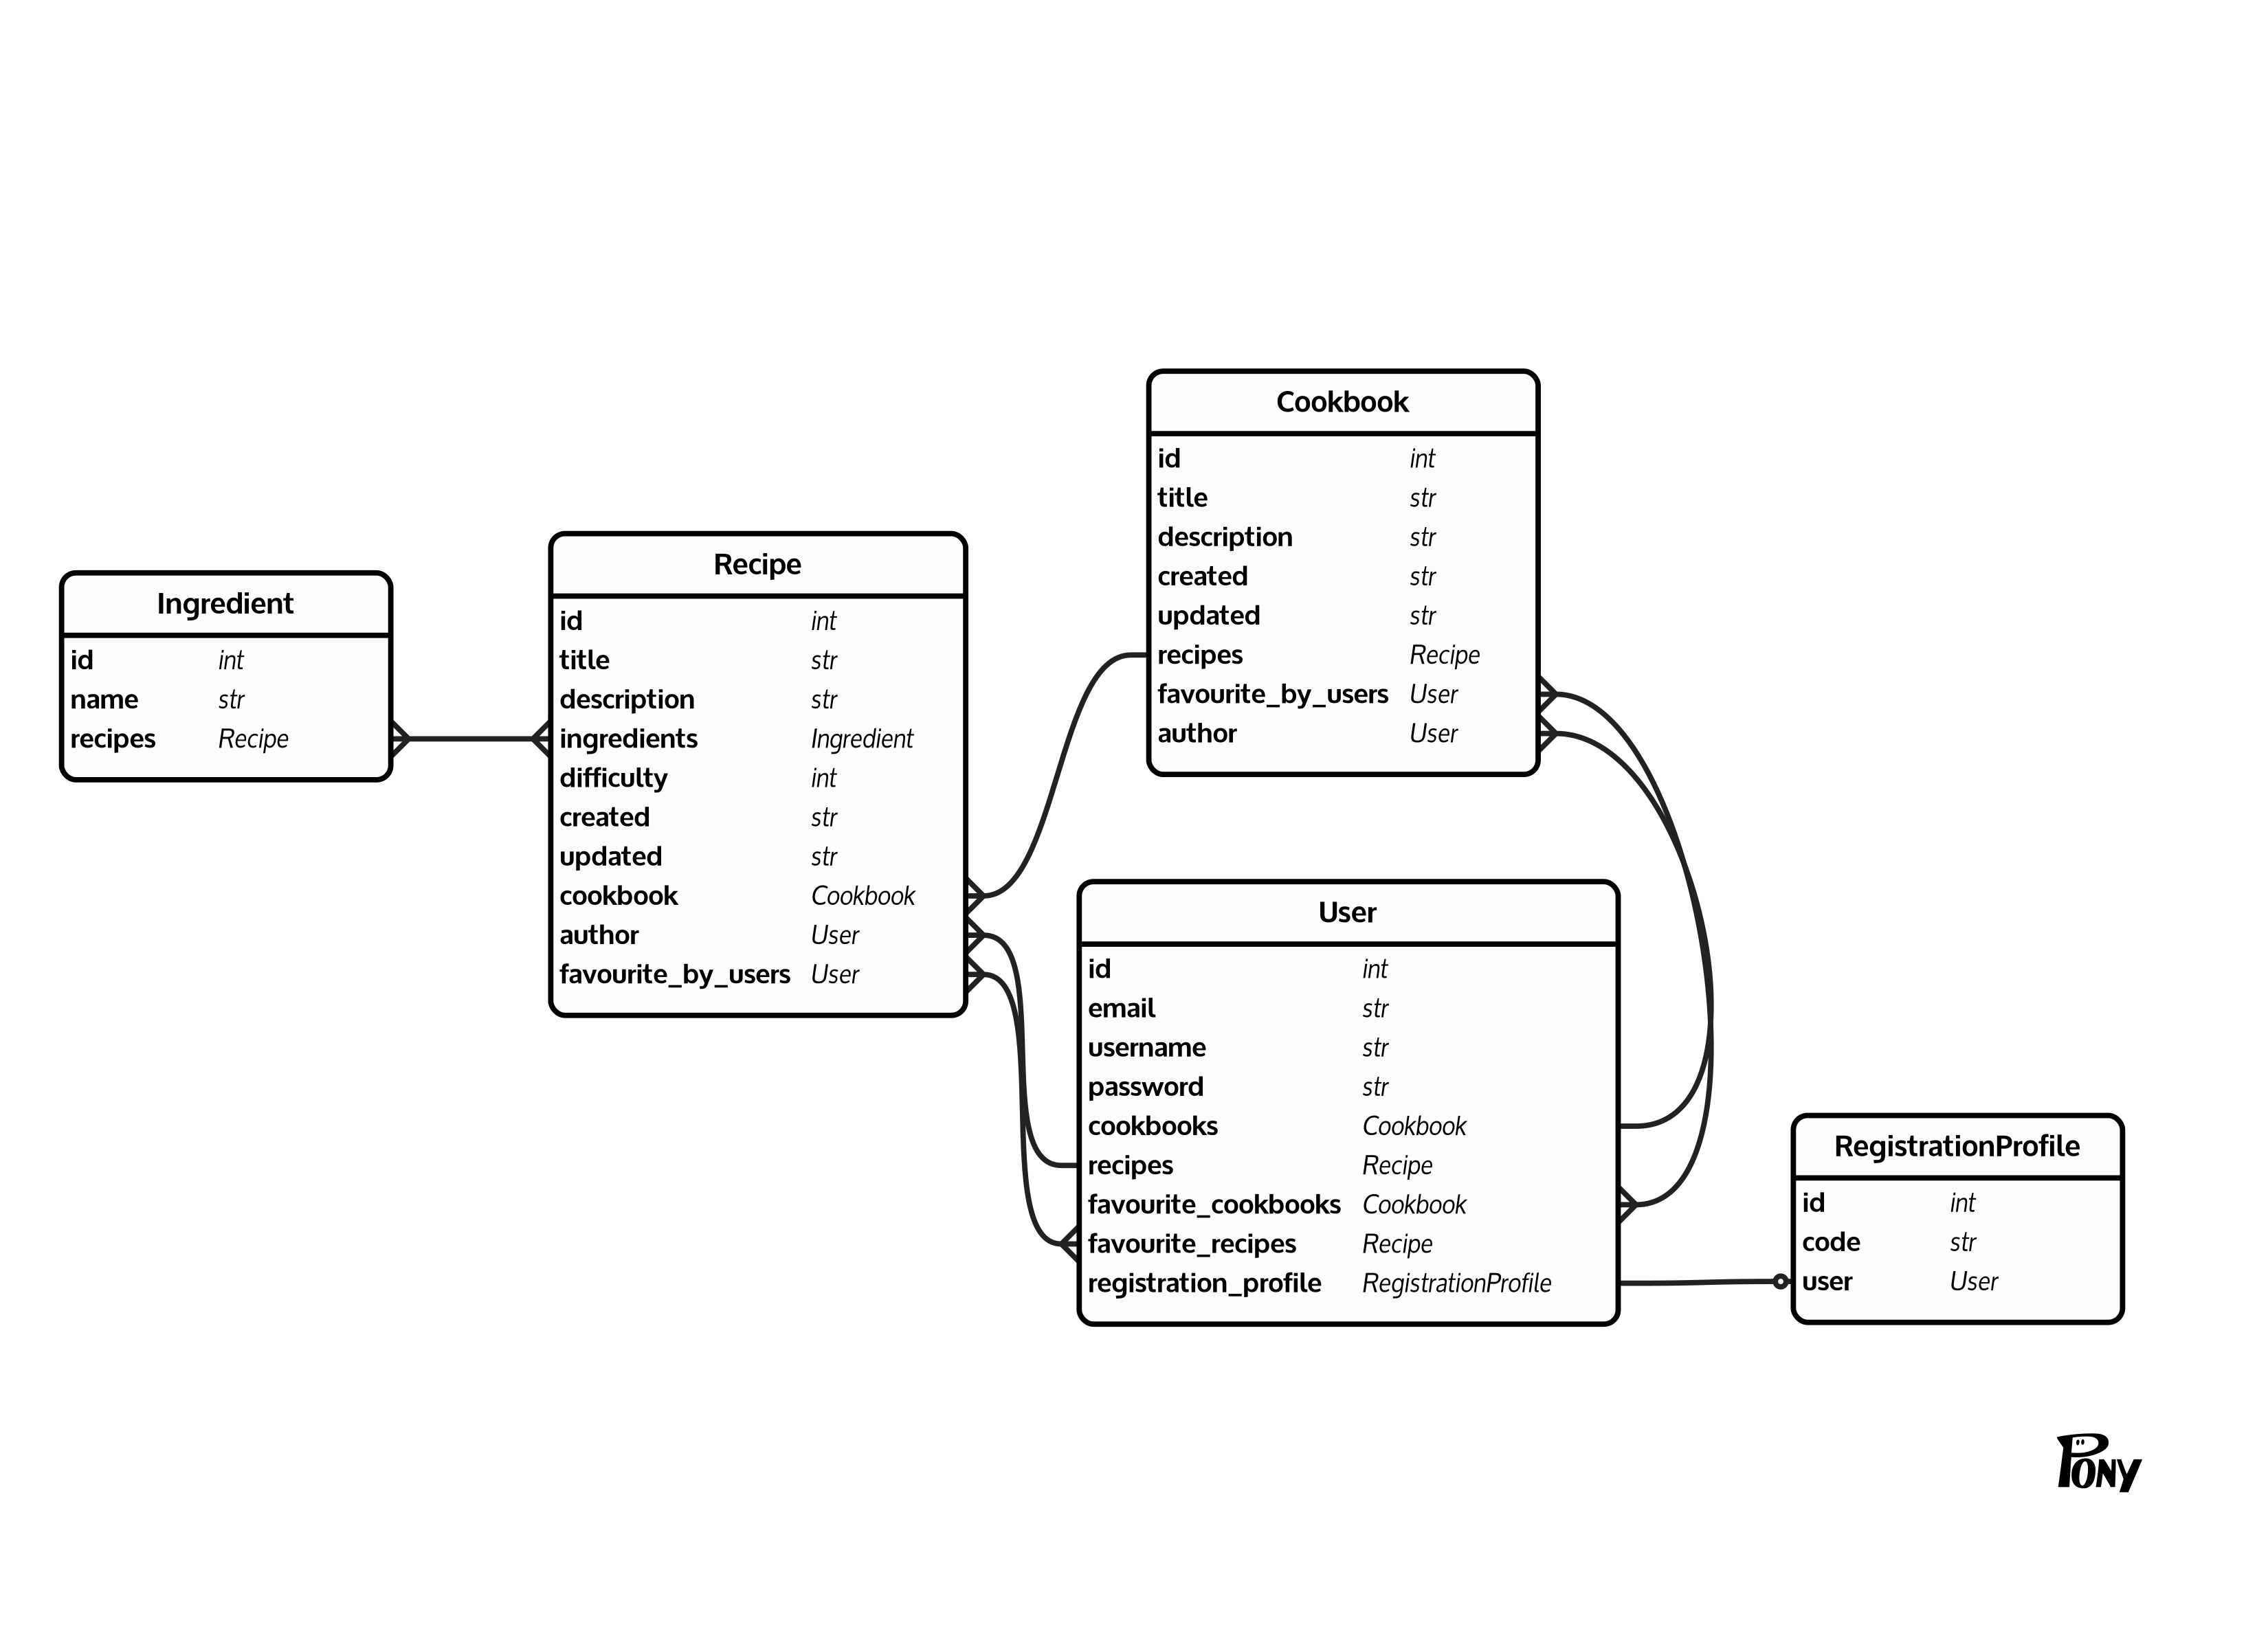 Ingredient
id int
name str
recipes Recipe
Recipe
id int
title str
description str
ingredients Ingredient
difficulty int
created str
updated str
cookbook Cookbook
author User
favourite_by_users User
Cookbook
id int
title str
description str
created str
updated str
recipes Recipe
favourite_by_users User
author User
User
id int
email str
username str
password str
cookbooks Cookbook
recipes Recipe
favourite_cookbooks Cookbook
favourite_recipes Recipe
registration_profile RegistrationProfile
RegistrationProfile
id int
code str
user User
PONY